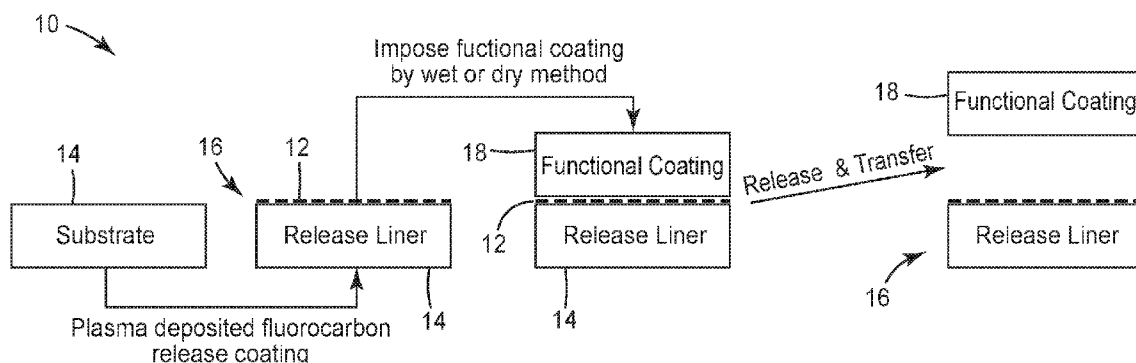 10
Impose fuctional coating
by wet or dry method
18
Functional Coating
14
16
12
18
Functional Coating
Release & Transfer
Substrate
Release Liner
12
Release Liner
Release Liner
14
14
16
Plasma deposited fluorocarbon
release coating